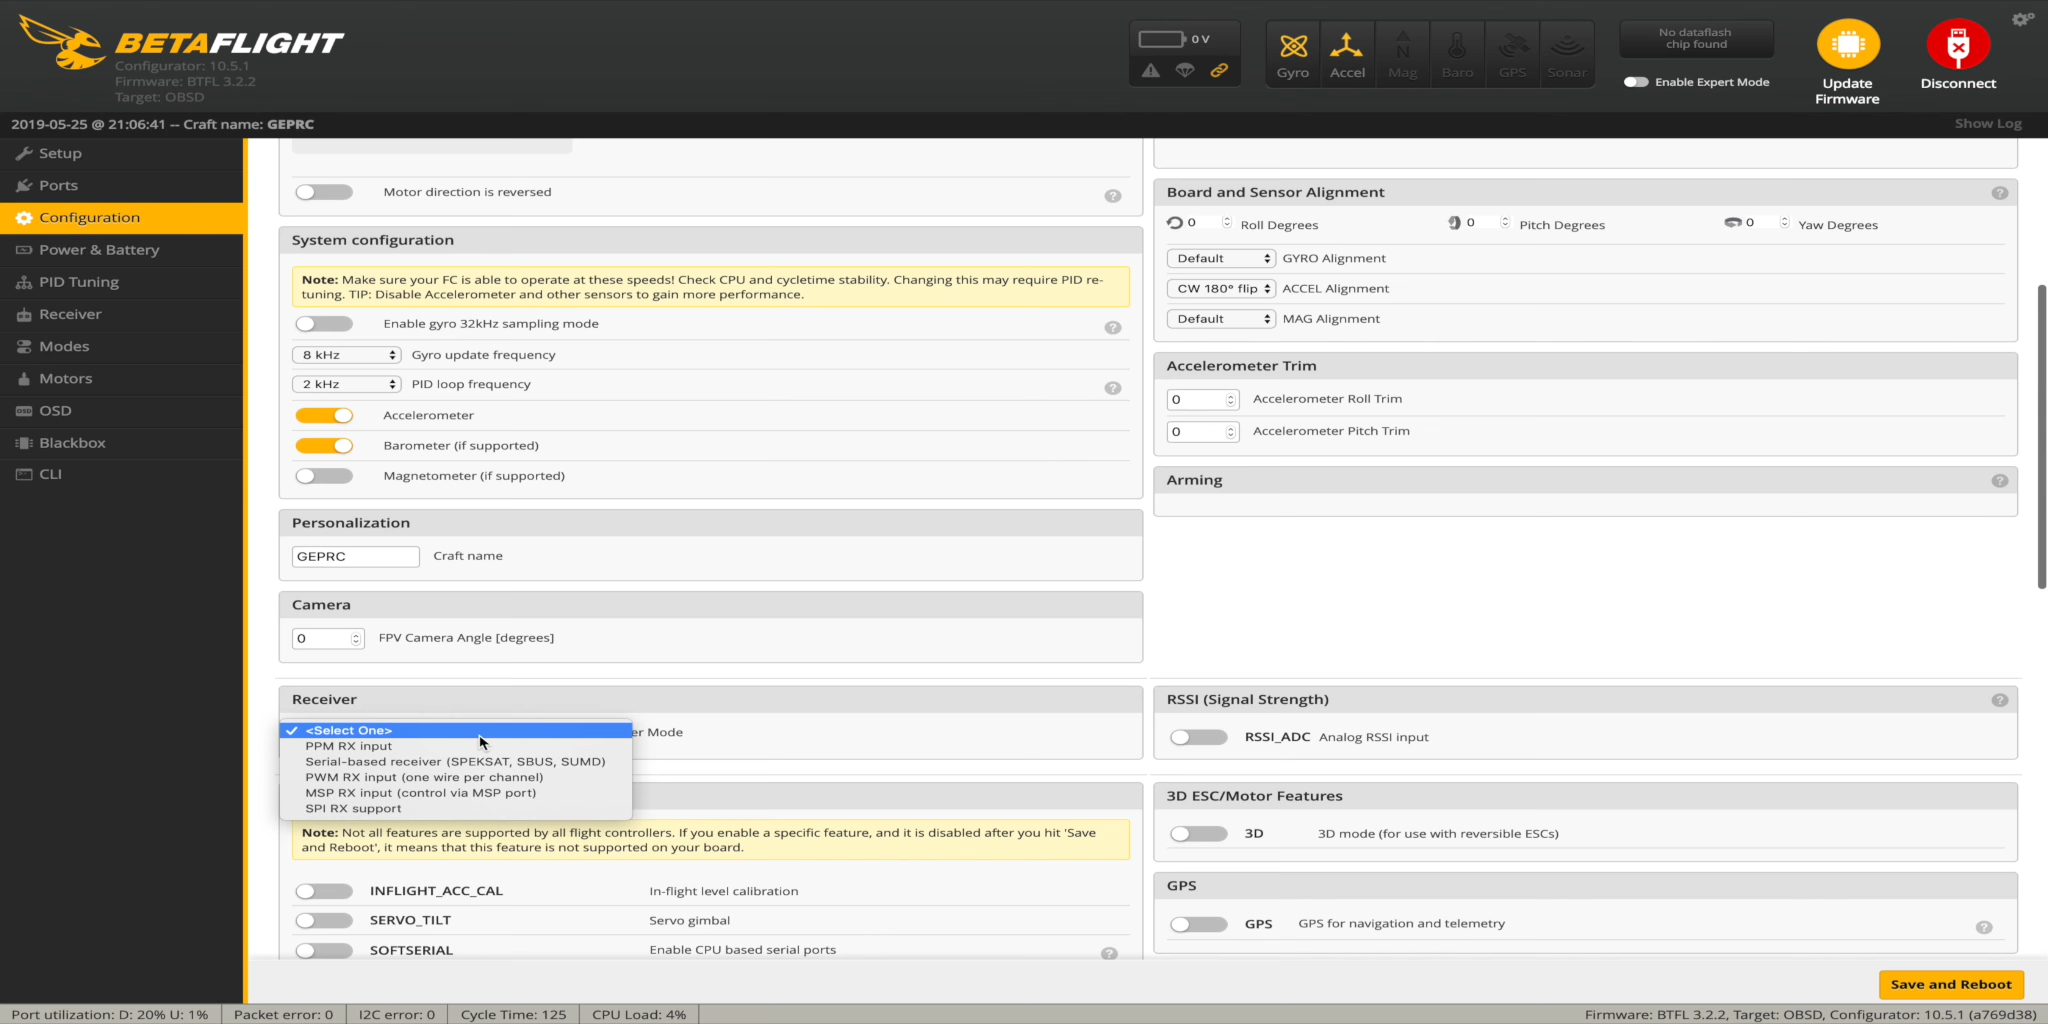 BETAFLIGHT
Configurator: 10.5.1
Firmware: BTFL 3.2.2
Target: OBSD
0 V
Gyro
Accel
Mag
Baro
GPS
Sonar
No dataflash
chip found
Enable Expert Mode
Update
Firmware
Disconnect
2019-05-25 @ 21:06:41 -- Craft name: GEPRC
Show Log
Setup
Ports
Configuration
Power & Battery
PID Tuning
Receiver
Modes
Motors
OSD
Blackbox
CLI
Motor direction is reversed
System configuration
Note: Make sure your FC is able to operate at these speeds! Check CPU and cycletime stability. Changing this may require PID re-
tuning. TIP: Disable Accelerometer and other sensors to gain more performance.
Enable gyro 32kHz sampling mode
8 kHz Gyro update frequency
2 kHz PID loop frequency
Accelerometer
Barometer (if supported)
Magnetometer (if supported)
Personalization
GEPRC Craft name
Camera
0 FPV Camera Angle [degrees]
Receiver
<Select One>
er Mode
PPM RX input
Serial-based receiver (SPEKSAT, SBUS, SUMD)
PWM RX input (one wire per channel)
MSP RX input (control via MSP port)
SPI RX support
Note: Not all features are supported by all flight controllers. If you enable a specific feature, and it is disabled after you hit 'Save
and Reboot', it means that this feature is not supported on your board.
INFLIGHT_ACC_CAL In-flight level calibration
SERVO_TILT Servo gimbal
SOFTSERIAL Enable CPU based serial ports
Board and Sensor Alignment
0 Roll Degrees 0 Pitch Degrees 0 Yaw Degrees
Default GYRO Alignment
CW 180° flip ACCEL Alignment
Default MAG Alignment
Accelerometer Trim
0 Accelerometer Roll Trim
0 Accelerometer Pitch Trim
Arming
RSSI (Signal Strength)
RSSI_ADC Analog RSSI input
3D ESC/Motor Features
3D 3D mode (for use with reversible ESCs)
GPS
GPS GPS for navigation and telemetry
Save and Reboot
Port utilization: D: 20% U: 1% Packet error: 0 I2C error: 0 Cycle Time: 125 CPU Load: 4% Firmware: BTFL 3.2.2, Target: OBSD, Configurator: 10.5.1 (a769d38)